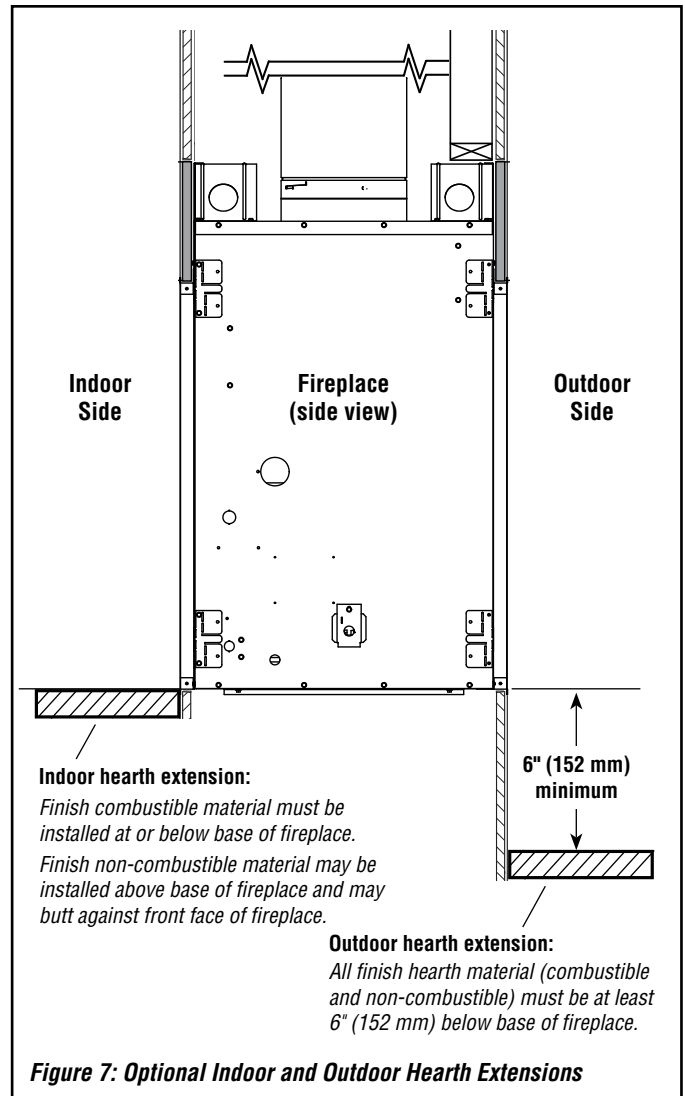 Indoor
Side
Fireplace
(side view)
Outdoor
Side
6" (152 mm)
minimum
Indoor hearth extension:
Finish combustible material must be
installed at or below base of fireplace.
Finish non-combustible material may be
installed above base of fireplace and may
butt against front face of fireplace.
Outdoor hearth extension:
All finish hearth material (combustible
and non-combustible) must be at least
6" (152 mm) below base of fireplace.
Figure 7: Optional Indoor and Outdoor Hearth Extensions